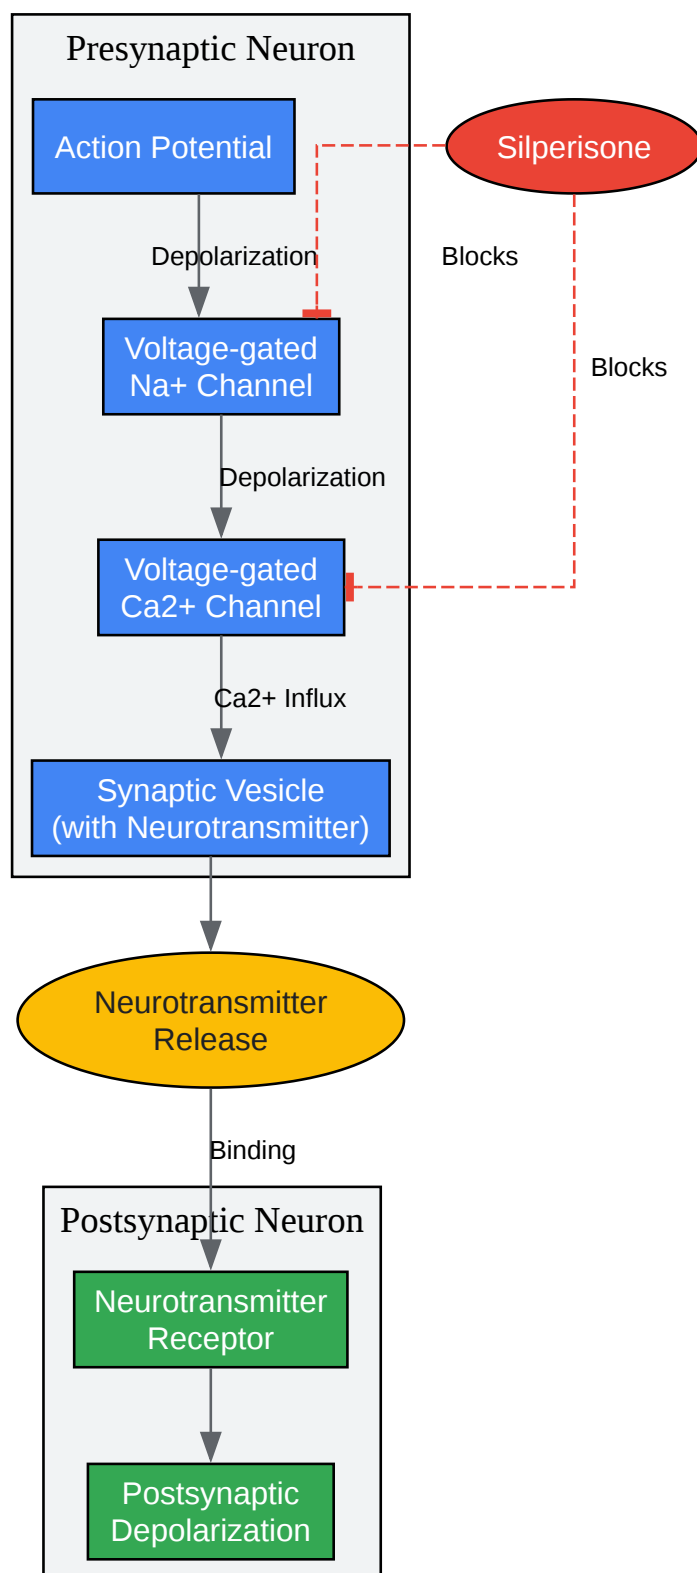 Presynaptic Neuron
Action Potential
Silperisone
Depolarization
Blocks
Voltage-gated
Na+ Channel
Blocks
Depolarization
Voltage-gated
Ca2+ Channel
Ca2+ Influx
Synaptic Vesicle
(with Neurotransmitter)
Neurotransmitter
Release
Binding
Postsynaptic Neuron
Neurotransmitter
Receptor
Postsynaptic
Depolarization